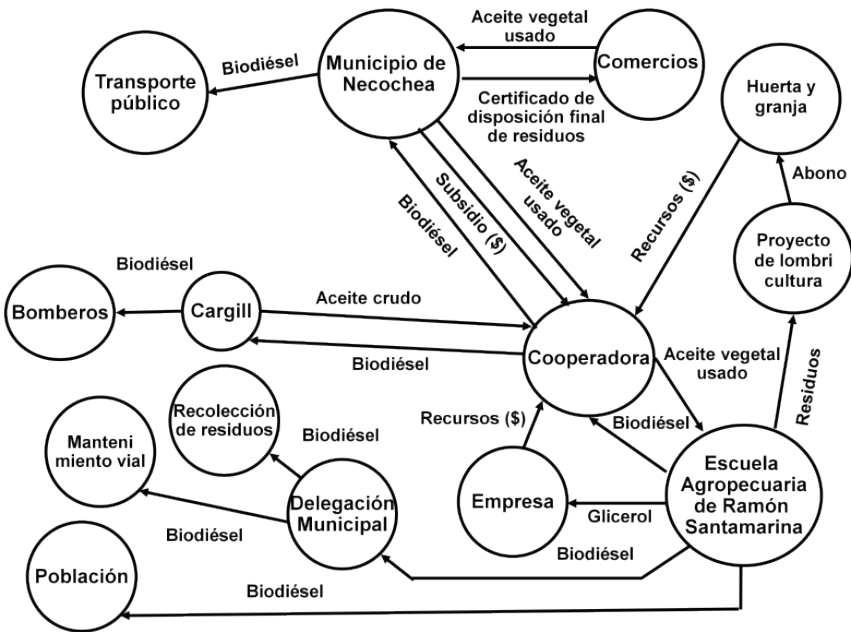 Aceite vegetal
usado
Municipio de
Necochea
Comercios
Biodiésel
Transporte
público
Certificado de
disposición final
de residuos
Huerta y
granja
Abono
Aceite vegetal
usado
Subsidio ($)
Biodiésel
Recursos ($)
Proyecto
de lombri
cultura
Biodiésel
Bomberos
Cargill
Aceite crudo
Cooperadora
Biodiésel
Aceite vegetal
usado
Residuos
Recolección
de residuos
Recursos ($)
Biodiésel
Biodiésel
Manteni
miento vial
Delegación
Municipal
Empresa
Glicerol
Escuela
Agropecuaria
de Ramón
Santamarina
Biodiésel
Biodiésel
Población
Biodiésel